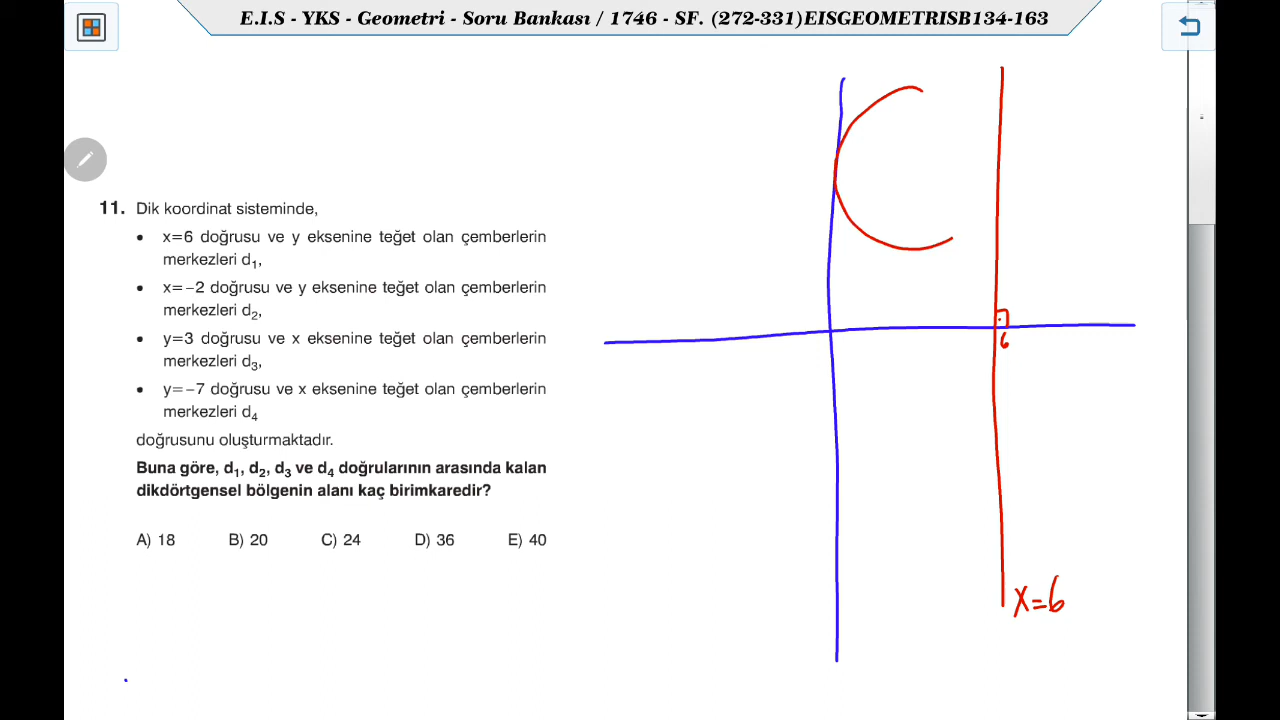 E.I.S - YKS - Geometri - Soru Bankası / 1746 - SF. (272-331)EISGEOMETRISB134-163
11. Dik koordinat sisteminde,
• x=6 doğrusu ve y eksenine teğet olan çemberlerin
merkezleri d₁,
• x=−2 doğrusu ve y eksenine teğet olan çemberlerin
merkezleri d₂,
• y=3 doğrusu ve x eksenine teğet olan çemberlerin
merkezleri d₃,
• y=−7 doğrusu ve x eksenine teğet olan çemberlerin
merkezleri d₄
doğrusunu oluşturmaktadır.
Buna göre, d₁, d₂, d₃ ve d₄ doğrularının arasında kalan
dikdörtgensel bölgenin alanı kaç birimkaredir?
A) 18 B) 20 C) 24 D) 36 E) 40
6
x=6